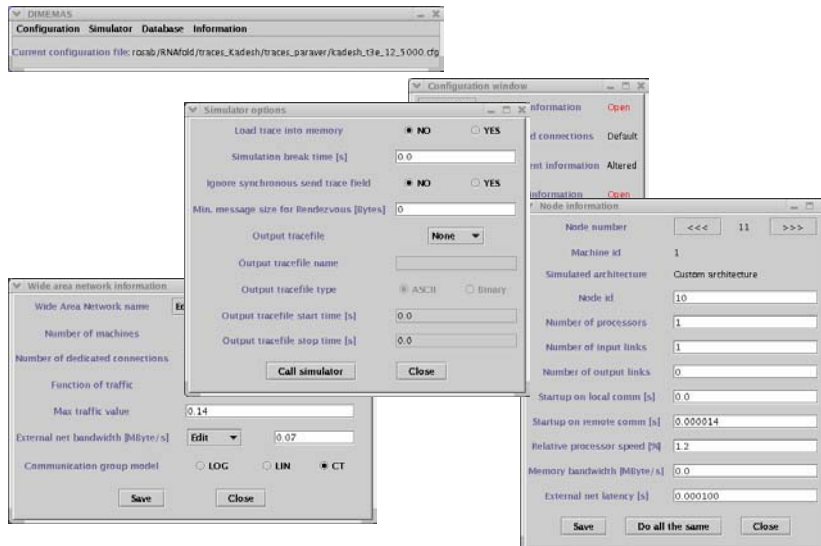 DIMEMAS
Configuration Simulator Database Information
Current configuration file: rosab/RNAfold/traces_Kadesh/traces_paraver/kadesh_t3e_12_5000.cfg
Configuration window
information Open
d connections Default
ent information Altered
information Open
Simulator options
Load trace into memory NO YES
Simulation break time [s] 0.0
Ignore synchronous send trace field NO YES
Min. message size for Rendezvous [Bytes] 0
Output tracefile None
Output tracefile name
Output tracefile type ASCII Binary
Output tracefile start time [s] 0.0
Output tracefile stop time [s] 0.0
Call simulator Close
Node information
Node number <<< 11 >>>
Machine id 1
Simulated architecture Custom architecture
Node id 10
Number of processors 1
Number of input links 1
Number of output links 0
Startup on local comm [s] 0.0
Startup on remote comm [s] 0.000014
Relative processor speed [%] 1.2
Memory bandwidth [MByte/s] 0.0
External net latency [s] 0.000100
Save Do all the same Close
Wide area network information
Wide Area Network name
Number of machines
Number of dedicated connections
Function of traffic
Max traffic value 0.14
External net bandwidth [MByte/s] Edit 0.07
Communication group model LOG LIN CT
Save Close